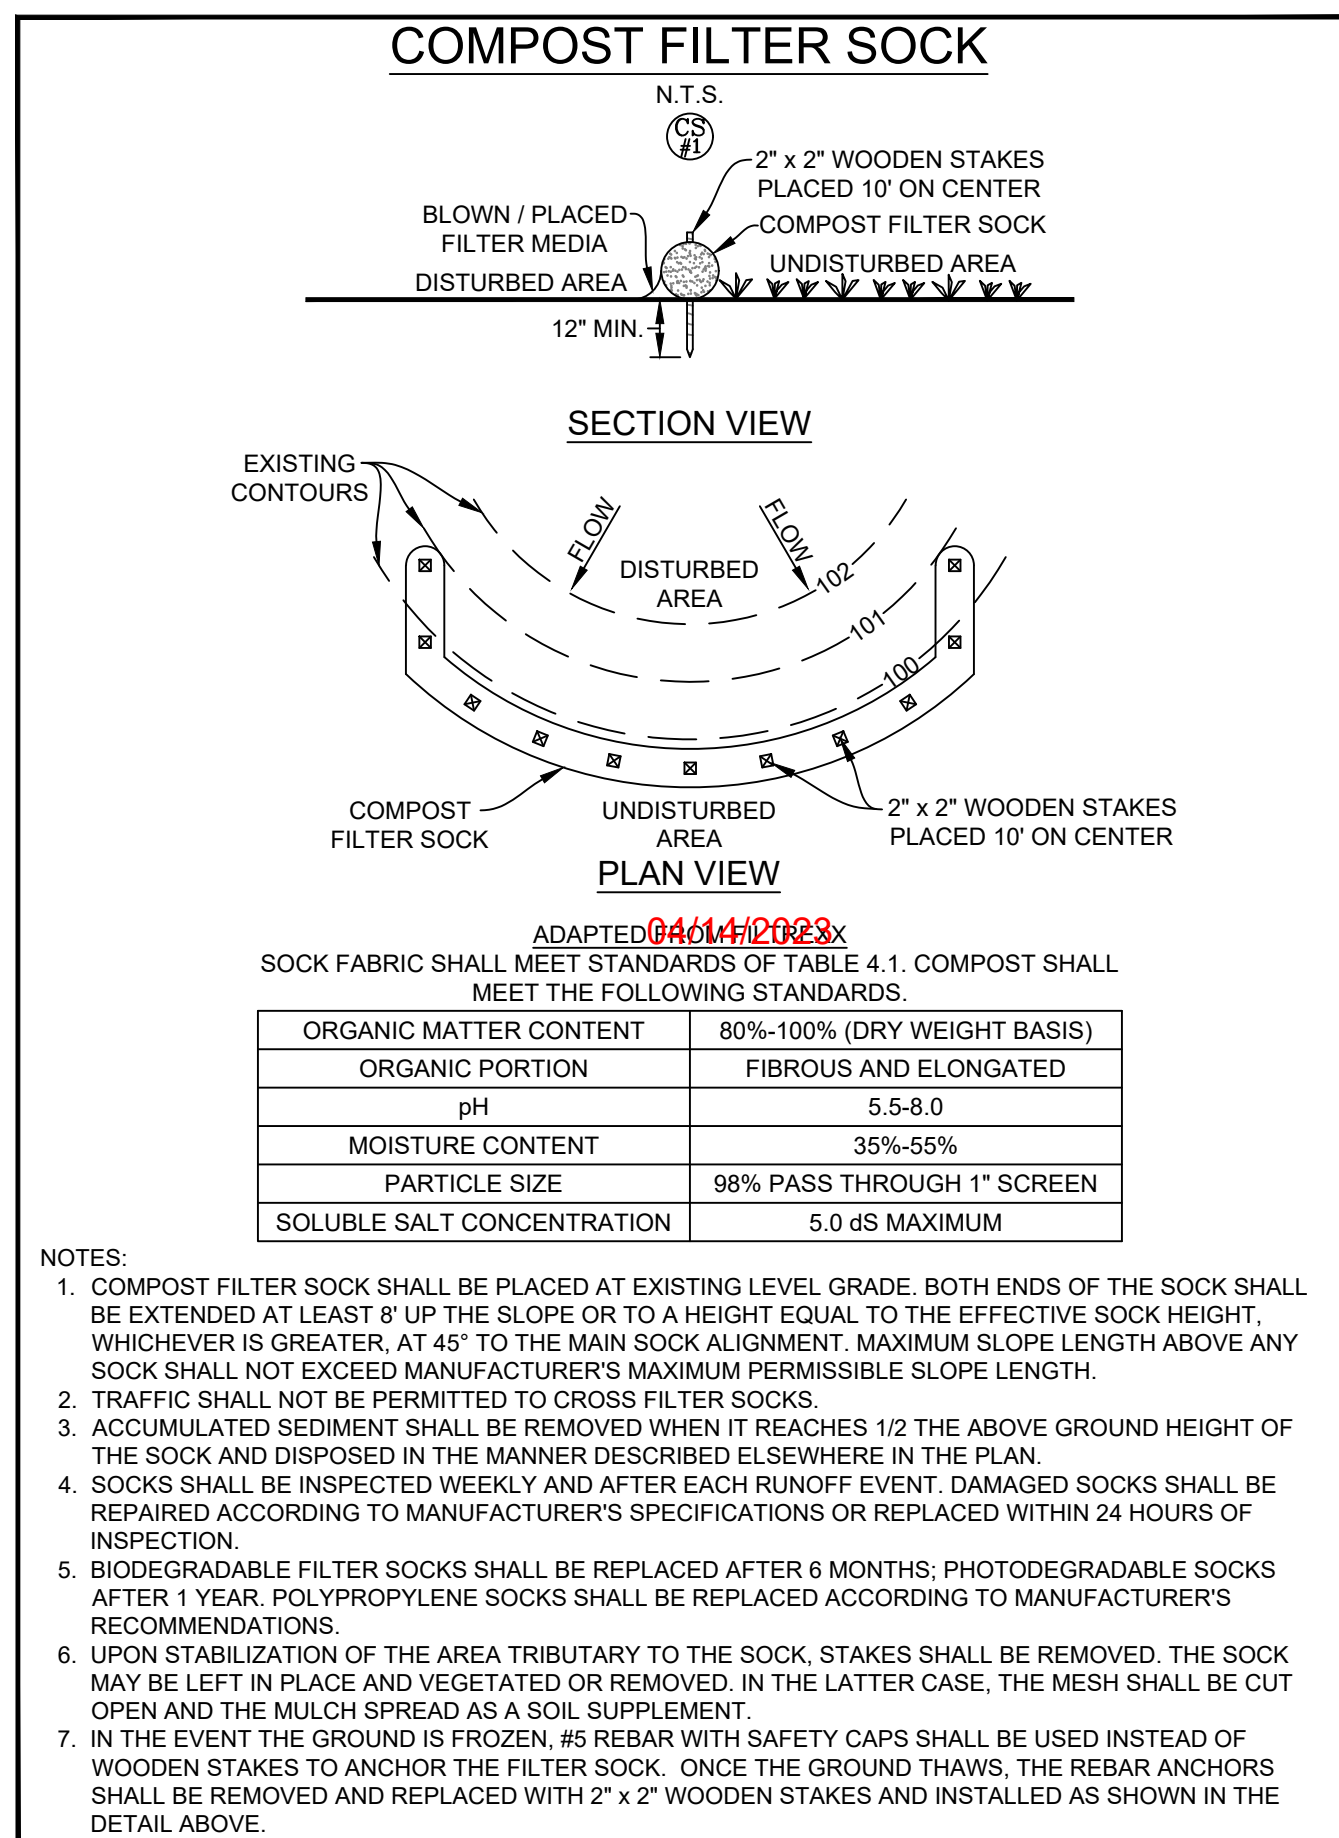 COMPOST FILTER SOCK
N.T.S.
CS
#1
2" x 2" WOODEN STAKES
PLACED 10' ON CENTER
BLOWN / PLACED
FILTER MEDIA
COMPOST FILTER SOCK
DISTURBED AREA
UNDISTURBED AREA
12" MIN.
SECTION VIEW
EXISTING
CONTOURS
FLOW
FLOW
DISTURBED
AREA
102
101
100
COMPOST
FILTER SOCK
UNDISTURBED
AREA
2" x 2" WOODEN STAKES
PLACED 10' ON CENTER
PLAN VIEW
ADAPTED FROM FILTREXX
04/14/2023
SOCK FABRIC SHALL MEET STANDARDS OF TABLE 4.1. COMPOST SHALL
MEET THE FOLLOWING STANDARDS.
ORGANIC MATTER CONTENT 80%-100% (DRY WEIGHT BASIS)
ORGANIC PORTION FIBROUS AND ELONGATED
pH 5.5-8.0
MOISTURE CONTENT 35%-55%
PARTICLE SIZE 98% PASS THROUGH 1" SCREEN
SOLUBLE SALT CONCENTRATION 5.0 dS MAXIMUM
NOTES:
1. COMPOST FILTER SOCK SHALL BE PLACED AT EXISTING LEVEL GRADE. BOTH ENDS OF THE SOCK SHALL
BE EXTENDED AT LEAST 8' UP THE SLOPE OR TO A HEIGHT EQUAL TO THE EFFECTIVE SOCK HEIGHT,
WHICHEVER IS GREATER, AT 45° TO THE MAIN SOCK ALIGNMENT. MAXIMUM SLOPE LENGTH ABOVE ANY
SOCK SHALL NOT EXCEED MANUFACTURER'S MAXIMUM PERMISSIBLE SLOPE LENGTH.
2. TRAFFIC SHALL NOT BE PERMITTED TO CROSS FILTER SOCKS.
3. ACCUMULATED SEDIMENT SHALL BE REMOVED WHEN IT REACHES 1/2 THE ABOVE GROUND HEIGHT OF
THE SOCK AND DISPOSED IN THE MANNER DESCRIBED ELSEWHERE IN THE PLAN.
4. SOCKS SHALL BE INSPECTED WEEKLY AND AFTER EACH RUNOFF EVENT. DAMAGED SOCKS SHALL BE
REPAIRED ACCORDING TO MANUFACTURER'S SPECIFICATIONS OR REPLACED WITHIN 24 HOURS OF
INSPECTION.
5. BIODEGRADABLE FILTER SOCKS SHALL BE REPLACED AFTER 6 MONTHS; PHOTODEGRADABLE SOCKS
AFTER 1 YEAR. POLYPROPYLENE SOCKS SHALL BE REPLACED ACCORDING TO MANUFACTURER'S
RECOMMENDATIONS.
6. UPON STABILIZATION OF THE AREA TRIBUTARY TO THE SOCK, STAKES SHALL BE REMOVED. THE SOCK
MAY BE LEFT IN PLACE AND VEGETATED OR REMOVED. IN THE LATTER CASE, THE MESH SHALL BE CUT
OPEN AND THE MULCH SPREAD AS A SOIL SUPPLEMENT.
7. IN THE EVENT THE GROUND IS FROZEN, #5 REBAR WITH SAFETY CAPS SHALL BE USED INSTEAD OF
WOODEN STAKES TO ANCHOR THE FILTER SOCK. ONCE THE GROUND THAWS, THE REBAR ANCHORS
SHALL BE REMOVED AND REPLACED WITH 2" x 2" WOODEN STAKES AND INSTALLED AS SHOWN IN THE
DETAIL ABOVE.